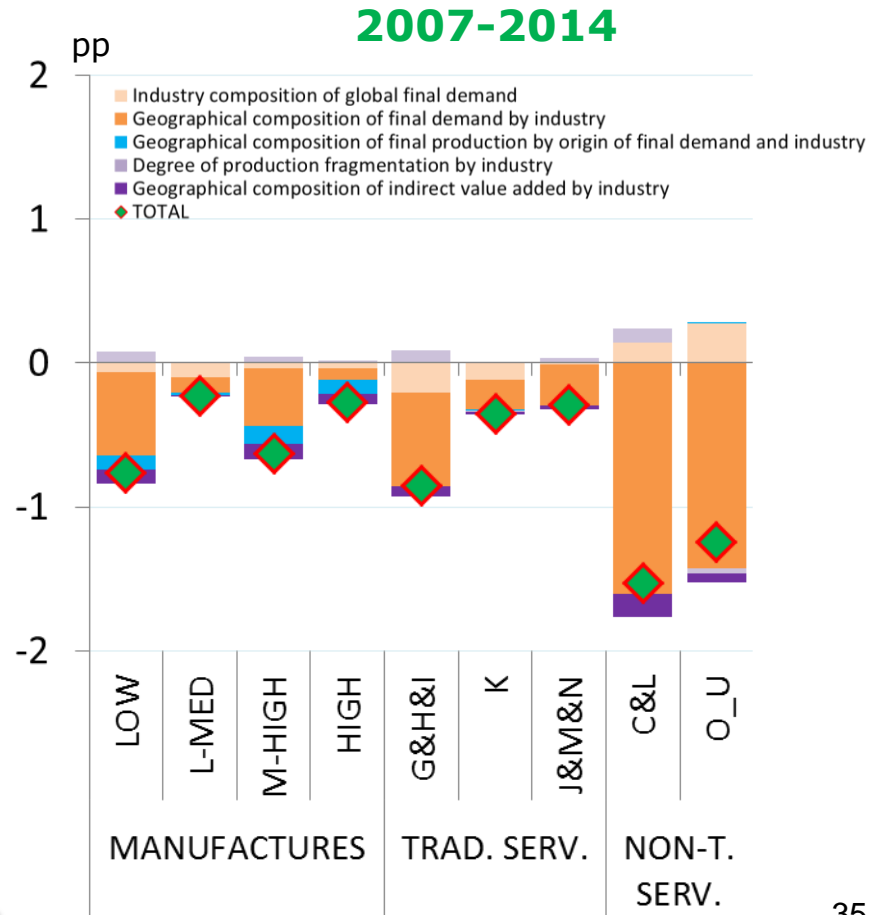 2007-2014
pp
2
Industry composition of global final demand
Geographical composition of final demand by industry
Geographical composition of final production by origin of final demand and industry
Degree of production fragmentation by industry
Geographical composition of indirect value added by industry
TOTAL
1
0
-1
-2
LOW
L-MED
M-HIGH
HIGH
G&H&I
K
J&M&N
C&L
O_U
MANUFACTURES
TRAD. SERV.
NON-T.
SERV.
35